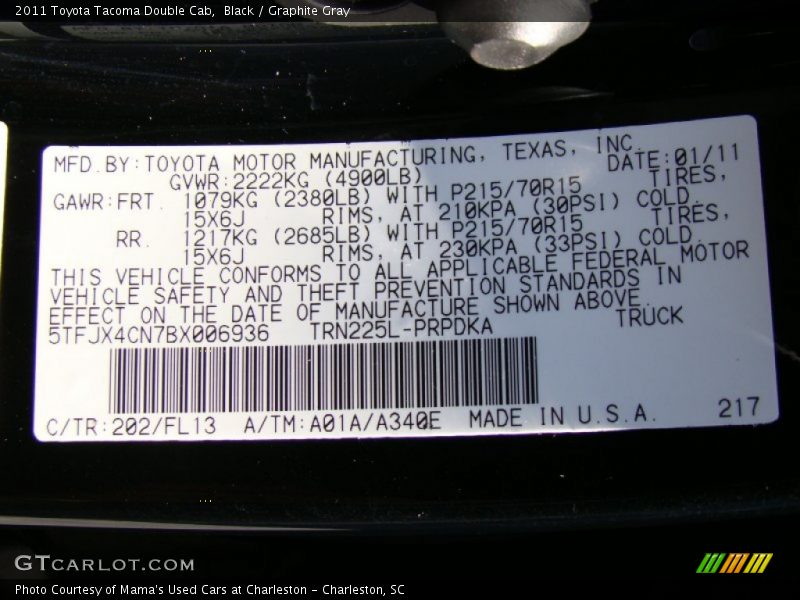 2011 Toyota Tacoma Double Cab,  Black / Graphite Gray
MFD. BY: TOYOTA MOTOR MANUFACTURING, TEXAS, INC.
DATE: 01/11
GVWR: 2222KG (4900LB)
GAWR: FRT. 1079KG (2380LB) WITH P215/70R15 TIRES,
15X6J RIMS, AT 210KPA (30PSI) COLD.
RR. 1217KG (2685LB) WITH P215/70R15 TIRES,
15X6J RIMS, AT 230KPA (33PSI) COLD.
THIS VEHICLE CONFORMS TO ALL APPLICABLE FEDERAL MOTOR
VEHICLE SAFETY AND THEFT PREVENTION STANDARDS IN
EFFECT ON THE DATE OF MANUFACTURE SHOWN ABOVE.
5TFJX4CN7BX006936 TRN225L-PRPDKA TRUCK
C/TR: 202/FL13 A/TM: A01A/A340E MADE IN U.S.A. 217
GTCARLOT.COM
Photo Courtesy of Mama's Used Cars at Charleston - Charleston, SC